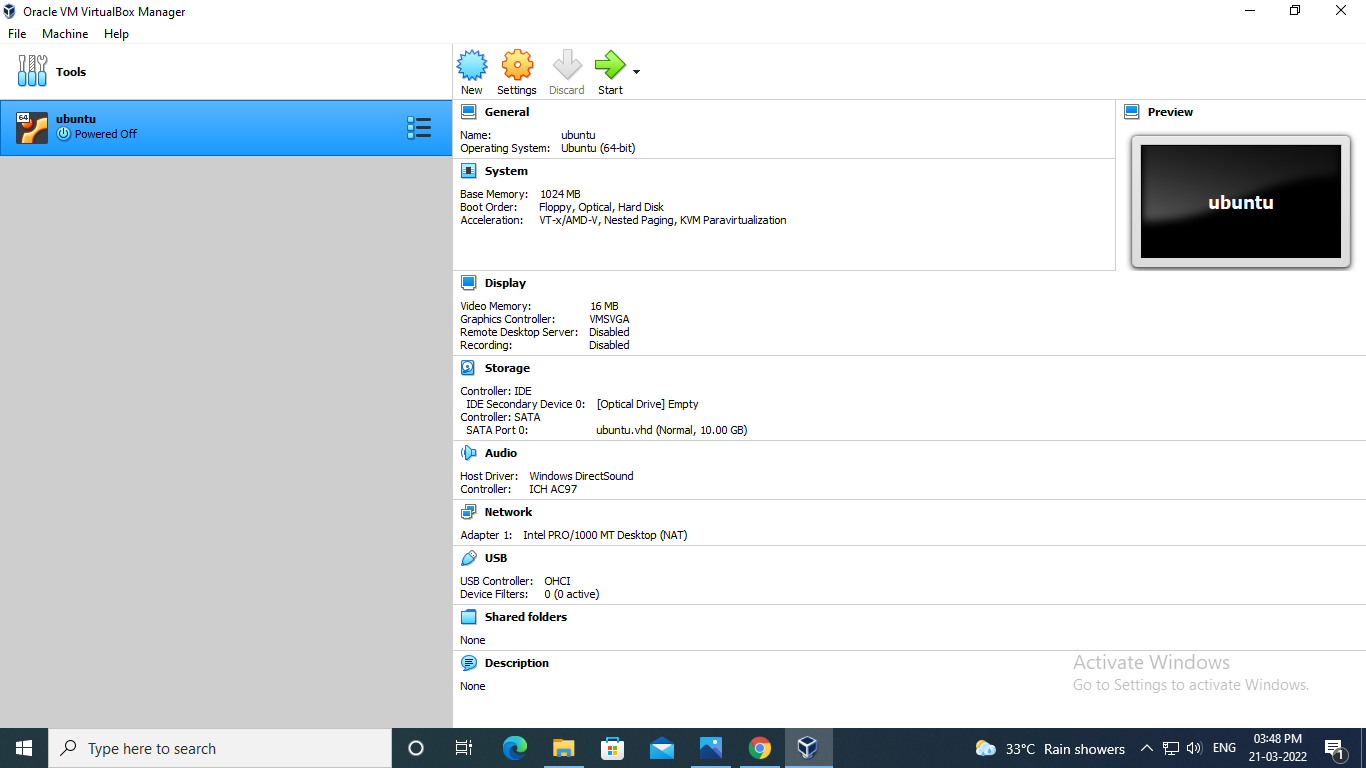 Oracle VM VirtualBox Manager
File Machine Help
Tools
New Settings Discard Start
64
ubuntu
Powered Off
General
Name: ubuntu
Operating System: Ubuntu (64-bit)
System
Base Memory: 1024 MB
Boot Order: Floppy, Optical, Hard Disk
Acceleration: VT-x/AMD-V, Nested Paging, KVM Paravirtualization
Preview
ubuntu
Display
Video Memory: 16 MB
Graphics Controller: VMSVGA
Remote Desktop Server: Disabled
Recording: Disabled
Storage
Controller: IDE
IDE Secondary Device 0: [Optical Drive] Empty
Controller: SATA
SATA Port 0: ubuntu.vhd (Normal, 10.00 GB)
Audio
Host Driver: Windows DirectSound
Controller: ICH AC97
Network
Adapter 1: Intel PRO/1000 MT Desktop (NAT)
USB
USB Controller: OHCI
Device Filters: 0 (0 active)
Shared folders
None
Description
None
Activate Windows
Go to Settings to activate Windows.
Type here to search
33°C Rain showers
ENG
03:48 PM
21-03-2022
1